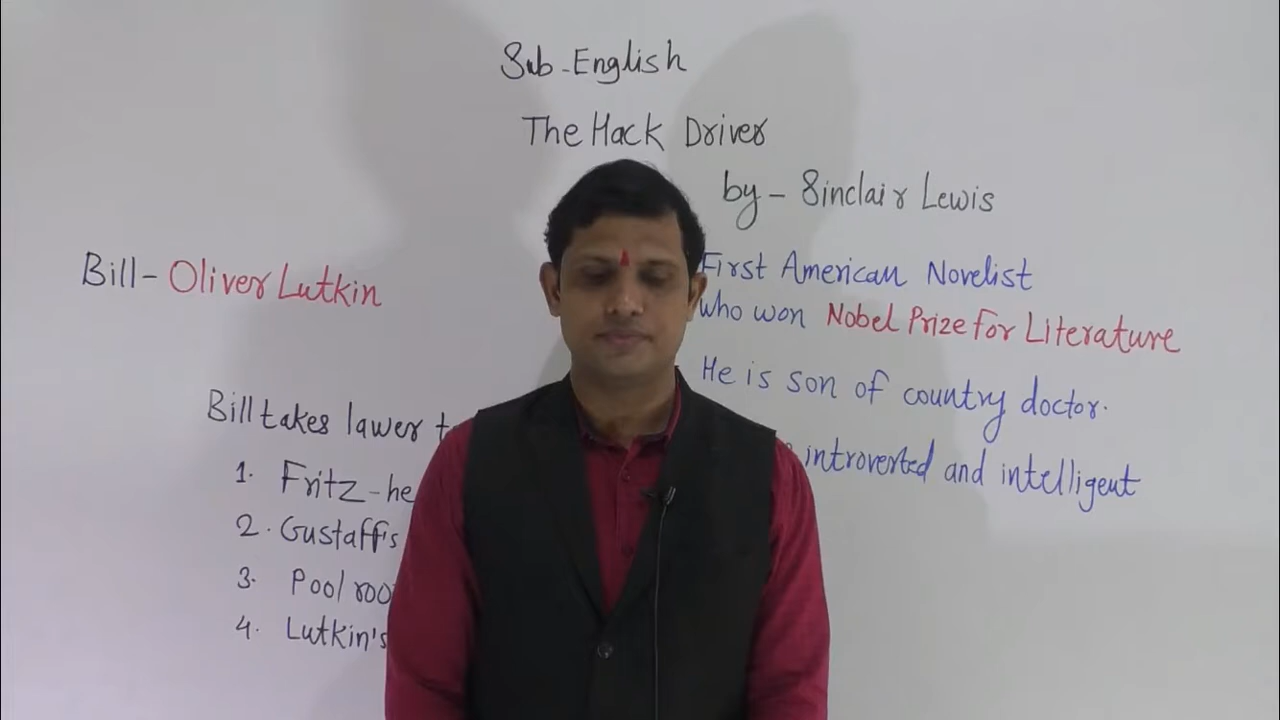 Sub-English
The Hack Driver
by - Sinclair Lewis
Bill - Oliver Lutkin
First American Novelist
who won Nobel Prize For Literature
He is son of country doctor.
introverted and intelligent
Bill takes lawer
1. Fritz - he
2. Gustaff's
3. Pool
4. Lutkin's